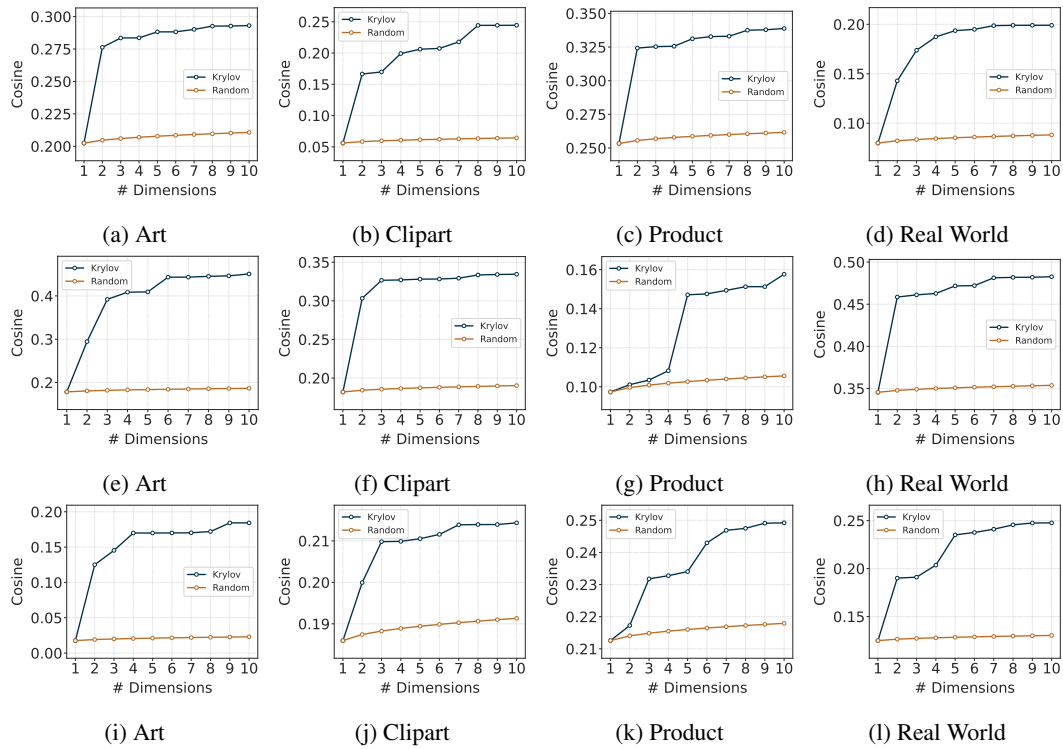 0.300
0.275
0.250
0.225
0.200
Cosine
Krylov
Random
1 2 3 4 5 6 7 8 9 10
# Dimensions
(a) Art
0.25
0.20
0.15
0.10
0.05
Cosine
Krylov
Random
1 2 3 4 5 6 7 8 9 10
# Dimensions
(b) Clipart
0.350
0.325
0.300
0.275
0.250
Cosine
Krylov
Random
1 2 3 4 5 6 7 8 9 10
# Dimensions
(c) Product
0.20
0.15
0.10
Cosine
Krylov
Random
1 2 3 4 5 6 7 8 9 10
# Dimensions
(d) Real World
0.4
0.3
0.2
Cosine
Krylov
Random
1 2 3 4 5 6 7 8 9 10
# Dimensions
(e) Art
0.35
0.30
0.25
0.20
Cosine
Krylov
Random
1 2 3 4 5 6 7 8 9 10
# Dimensions
(f) Clipart
0.16
0.14
0.12
0.10
Cosine
Krylov
Random
1 2 3 4 5 6 7 8 9 10
# Dimensions
(g) Product
0.50
0.45
0.40
0.35
Cosine
Krylov
Random
1 2 3 4 5 6 7 8 9 10
# Dimensions
(h) Real World
0.20
0.15
0.10
0.05
0.00
Cosine
Krylov
Random
1 2 3 4 5 6 7 8 9 10
# Dimensions
(i) Art
0.21
0.20
0.19
Cosine
Krylov
Random
1 2 3 4 5 6 7 8 9 10
# Dimensions
(j) Clipart
0.25
0.24
0.23
0.22
0.21
Cosine
Krylov
Random
1 2 3 4 5 6 7 8 9 10
# Dimensions
(k) Product
0.25
0.20
0.15
Cosine
Krylov
Random
1 2 3 4 5 6 7 8 9 10
# Dimensions
(l) Real World